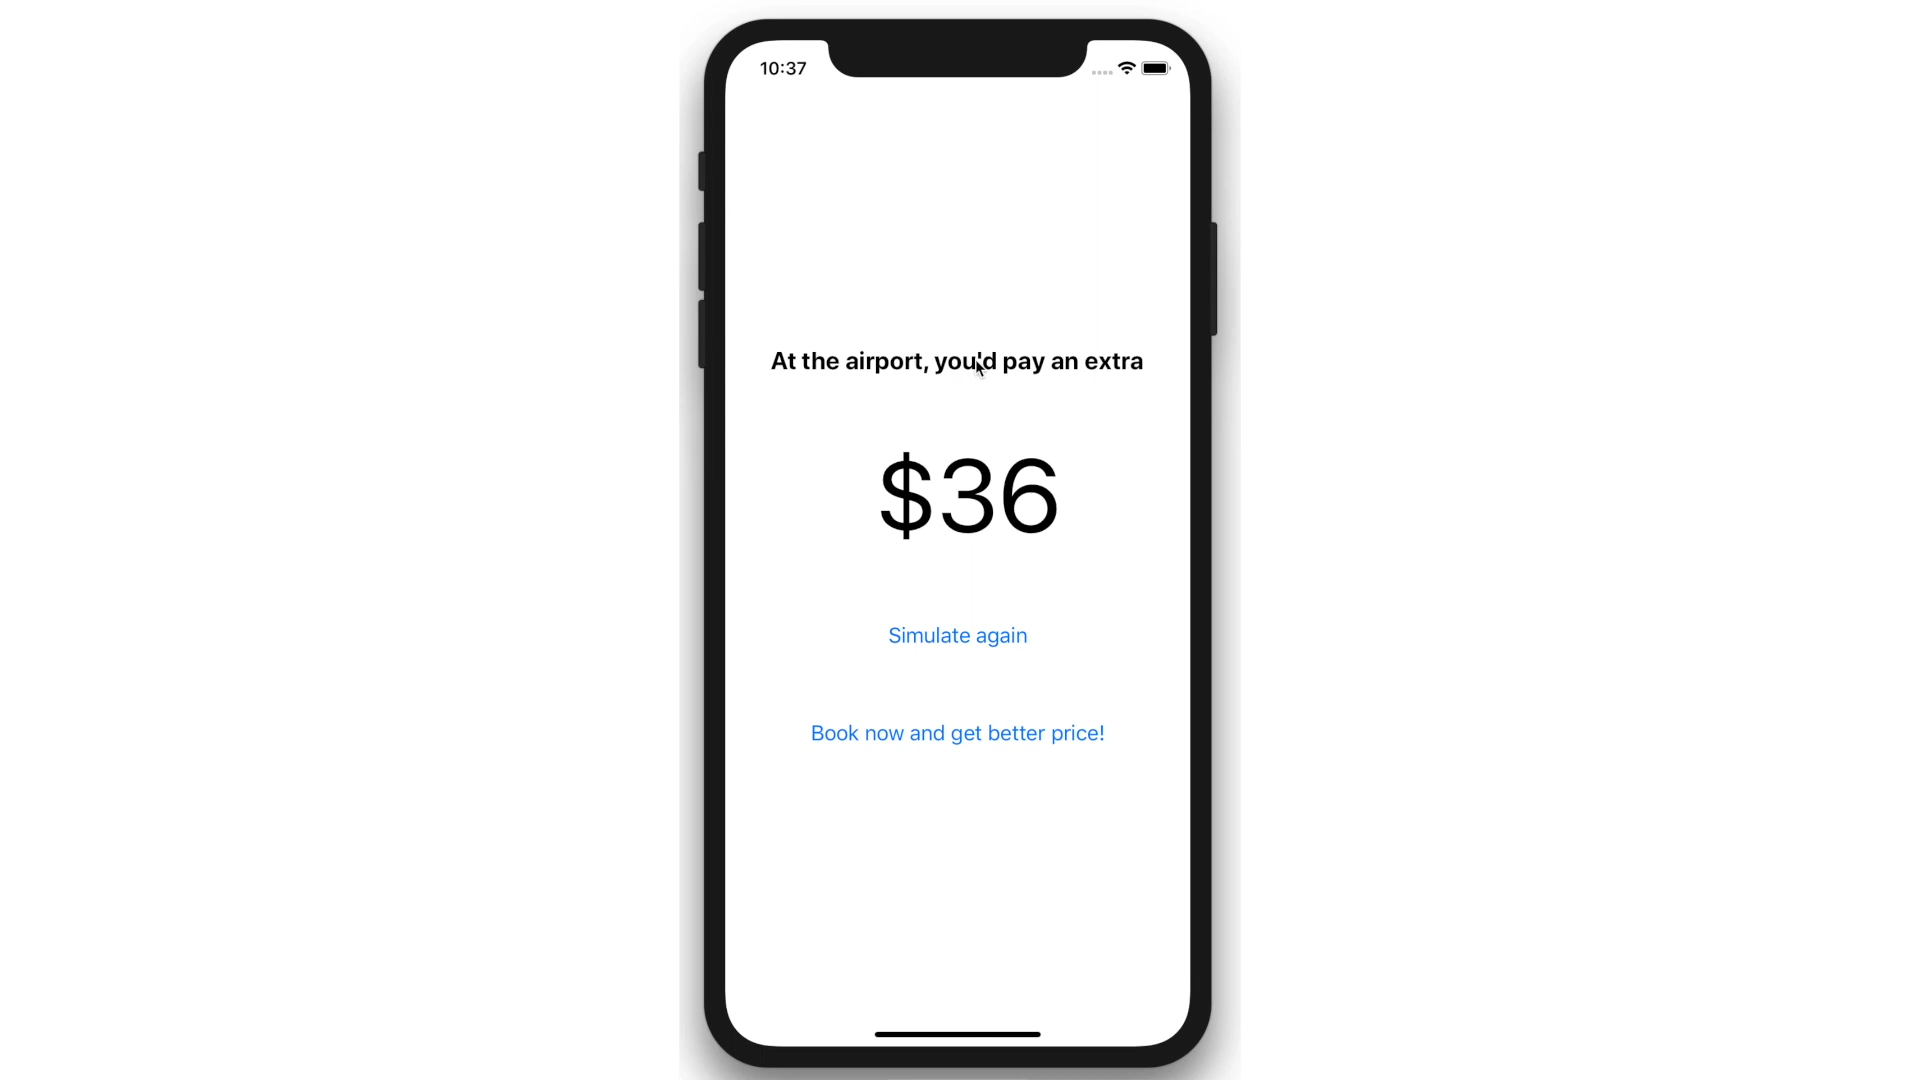 10:37
At the airport, you'd pay an extra
$36
Simulate again
Book now and get better price!